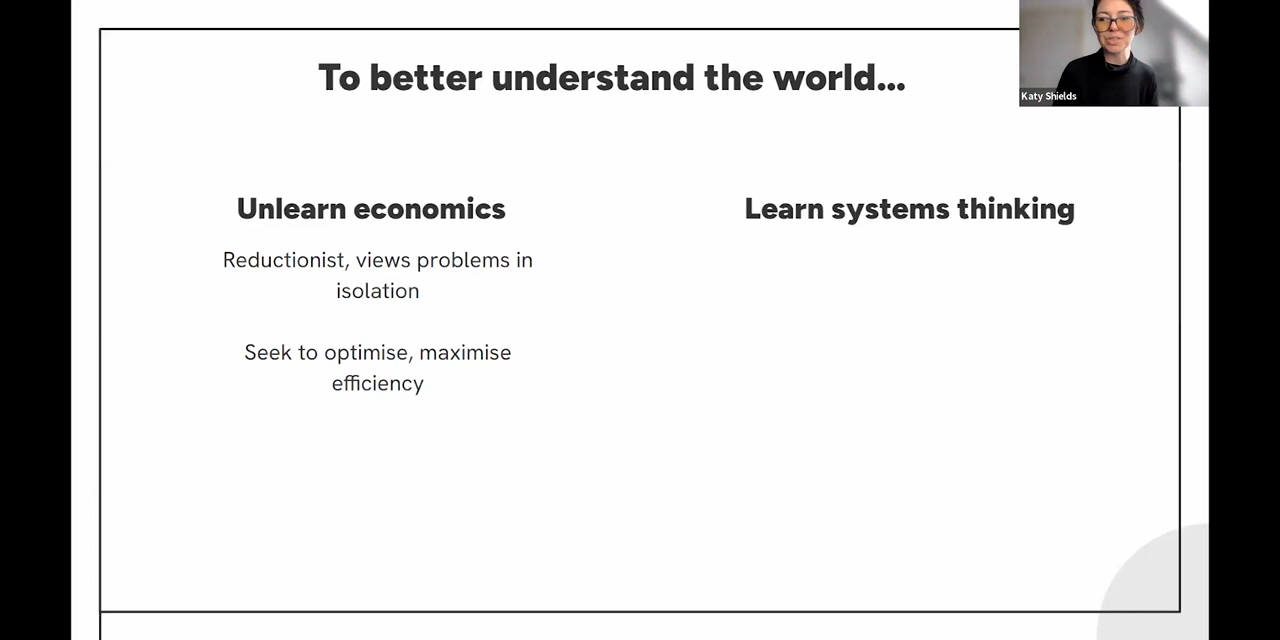 To better understand the world...
Katy Shields
Unlearn economics
Reductionist, views problems in
isolation
Seek to optimise, maximise
efficiency
Learn systems thinking